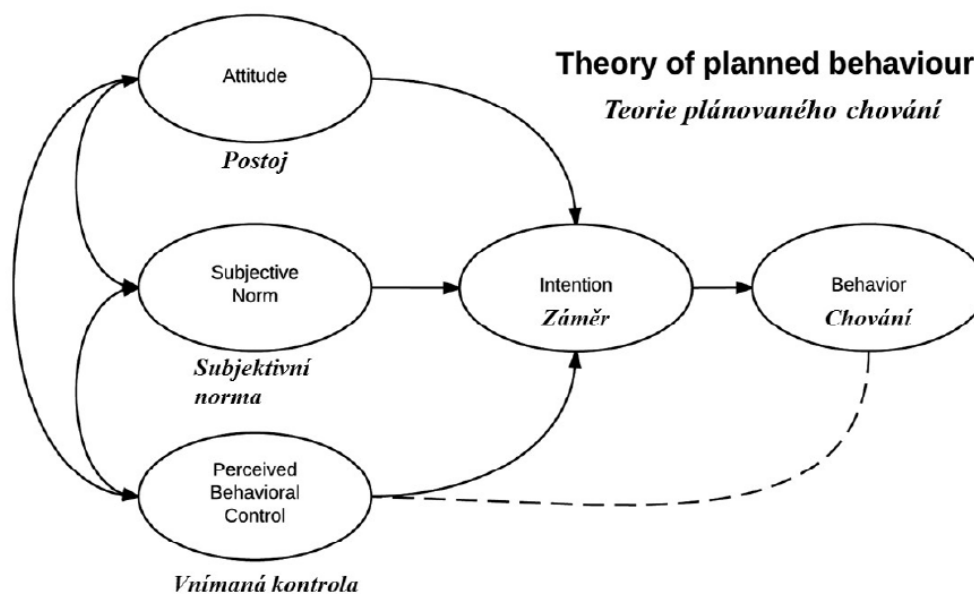 Attitude
Postoj
Theory of planned behaviour
Teorie plánovaného chování
Subjective
Norm
Subjektivní
norma
Intention
Záměr
Behavior
Chování
Perceived
Behavioral
Control
Vnímaná kontrola